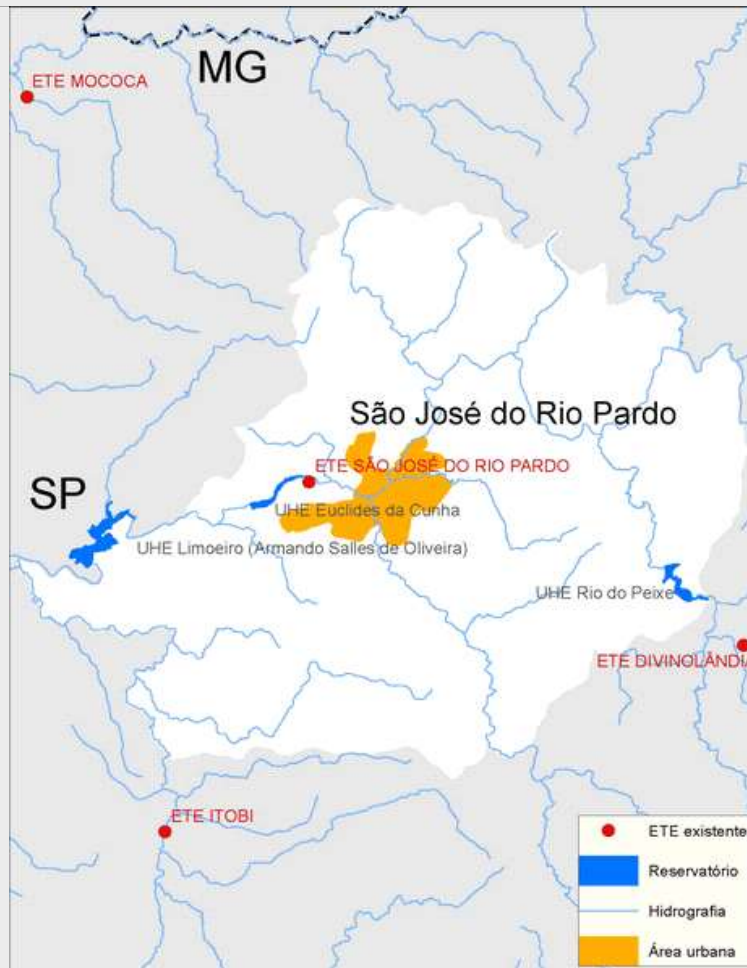 MG
ETE MOCOCA
São José do Rio Pardo
ETE SÃO JOSÉ DO RIO PARDO
SP
UHE Euclides da Cunha
UHE Limoeiro (Armando Salles de Oliveira)
UHE Rio do Peixe
ETE DIVINOLÂNDIA
ETE ITOBI
ETE existente
Reservatório
Hidrografia
Área urbana